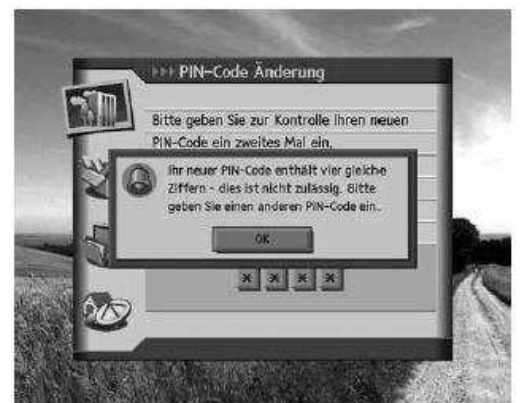 PIN-Code Änderung
Bitte geben Sie zur Kontrolle Ihren neuen
PIN-Code ein zweites Mal ein,
Ihr neuer PIN-Code enthält vier gleiche
Ziffern - dies ist nicht zulässig. Bitte
geben Sie einen anderen PIN-Code ein..
OK
* * * *